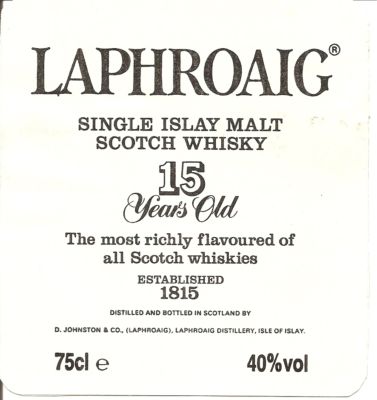 LAPHROAIG®
SINGLE ISLAY MALT
SCOTCH WHISKY
15
Years Old
The most richly flavoured of
all Scotch whiskies
ESTABLISHED
1815
DISTILLED AND BOTTLED IN SCOTLAND BY
D. JOHNSTON & CO., (LAPHROAIG), LAPHROAIG DISTILLERY, ISLE OF ISLAY.
75cl e 40%vol